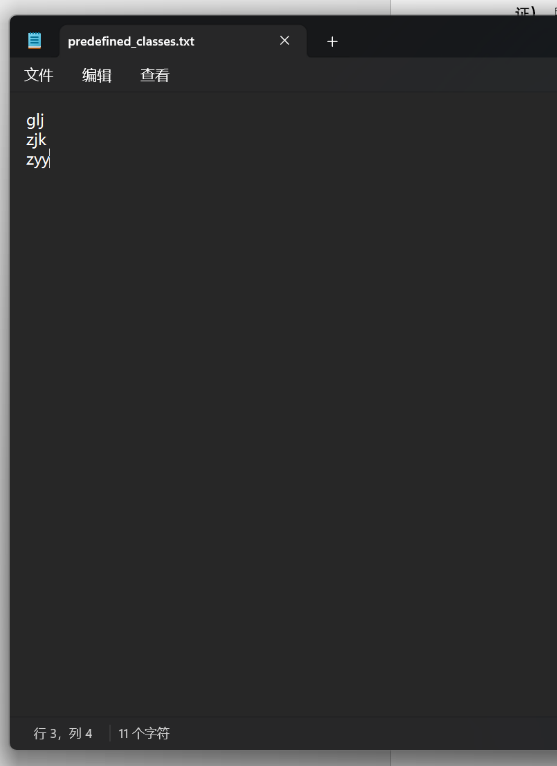 证）
predefined_classes.txt
文件 编辑 查看
glj
zjk
zyy
行 3，列 4 11 个字符